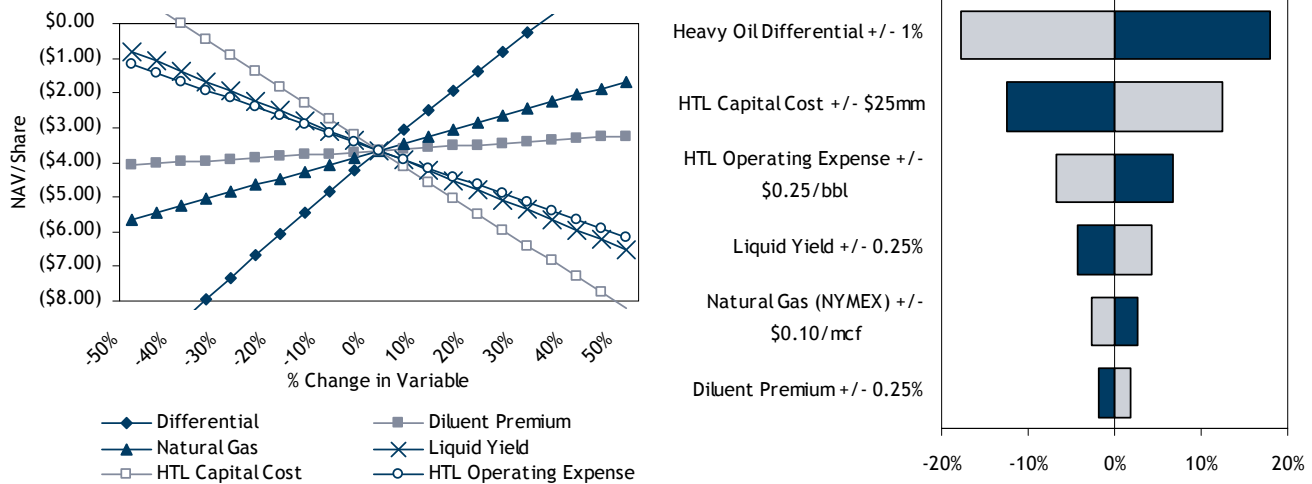 $0.00
($1.00)
($2.00)
($3.00)
($4.00)
($5.00)
($6.00)
($7.00)
($8.00)
NAV/Share
-50%
-40%
-30%
-20%
-10%
0%
10%
20%
30%
40%
50%
% Change in Variable
Differential
Diluent Premium
Natural Gas
Liquid Yield
HTL Capital Cost
HTL Operating Expense
Heavy Oil Differential +/- 1%
HTL Capital Cost +/- $25mm
HTL Operating Expense +/-
$0.25/bbl
Liquid Yield +/- 0.25%
Natural Gas (NYMEX) +/-
$0.10/mcf
Diluent Premium +/- 0.25%
-20%
-10%
0%
10%
20%